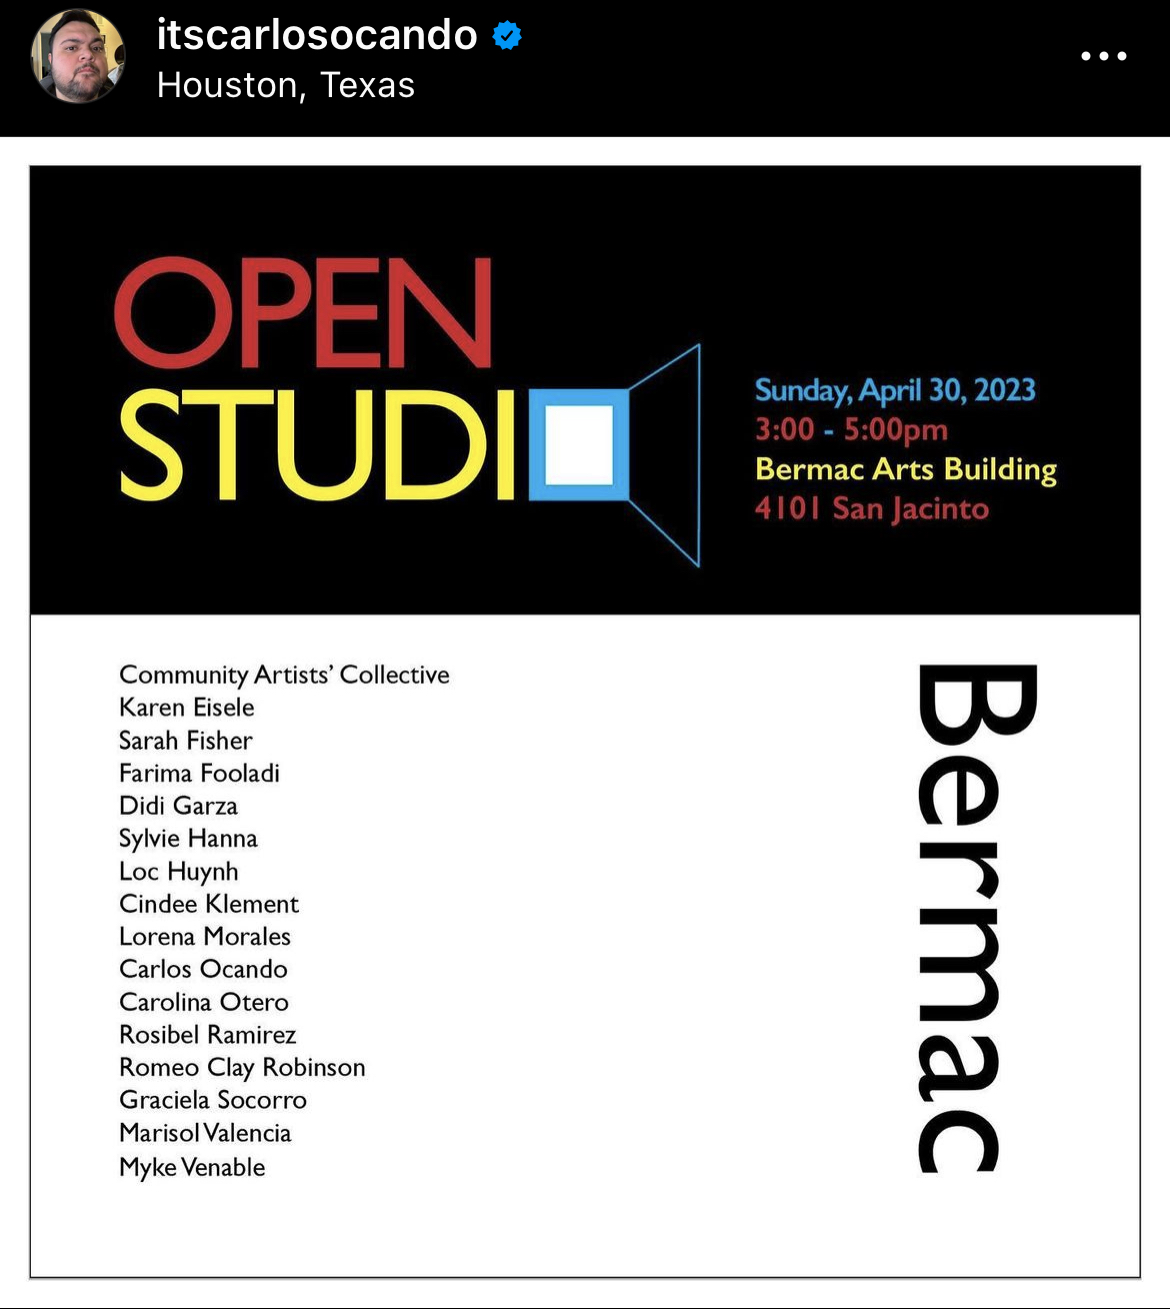 itscarlosocando
Houston, Texas
OPEN
STUDIO
Sunday, April 30, 2023
3:00 - 5:00pm
Bermac Arts Building
4101 San Jacinto
Community Artists’ Collective
Karen Eisele
Sarah Fisher
Farima Fooladi
Didi Garza
Sylvie Hanna
Loc Huynh
Cindee Klement
Lorena Morales
Carlos Ocando
Carolina Otero
Rosibel Ramirez
Romeo Clay Robinson
Graciela Socorro
Marisol Valencia
Myke Venable
Bermac